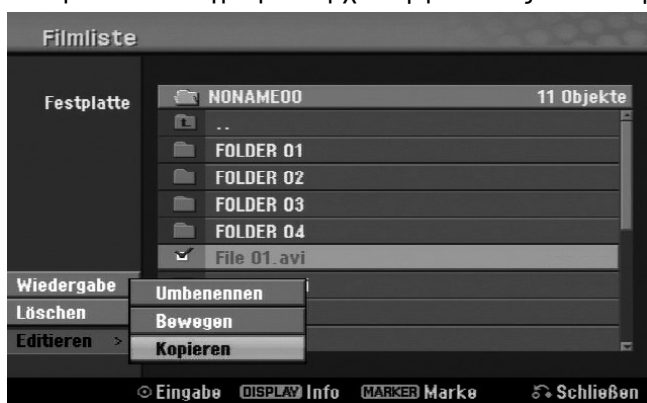 Filmliste
Festplatte
NONAME00 11 Objekte
..
FOLDER 01
FOLDER 02
FOLDER 03
FOLDER 04
File 01.avi
Wiedergabe
Löschen
Editieren >
Umbenennen
Bewegen
Kopieren
Eingabe DISPLAY Info MARKER Marke Schließen